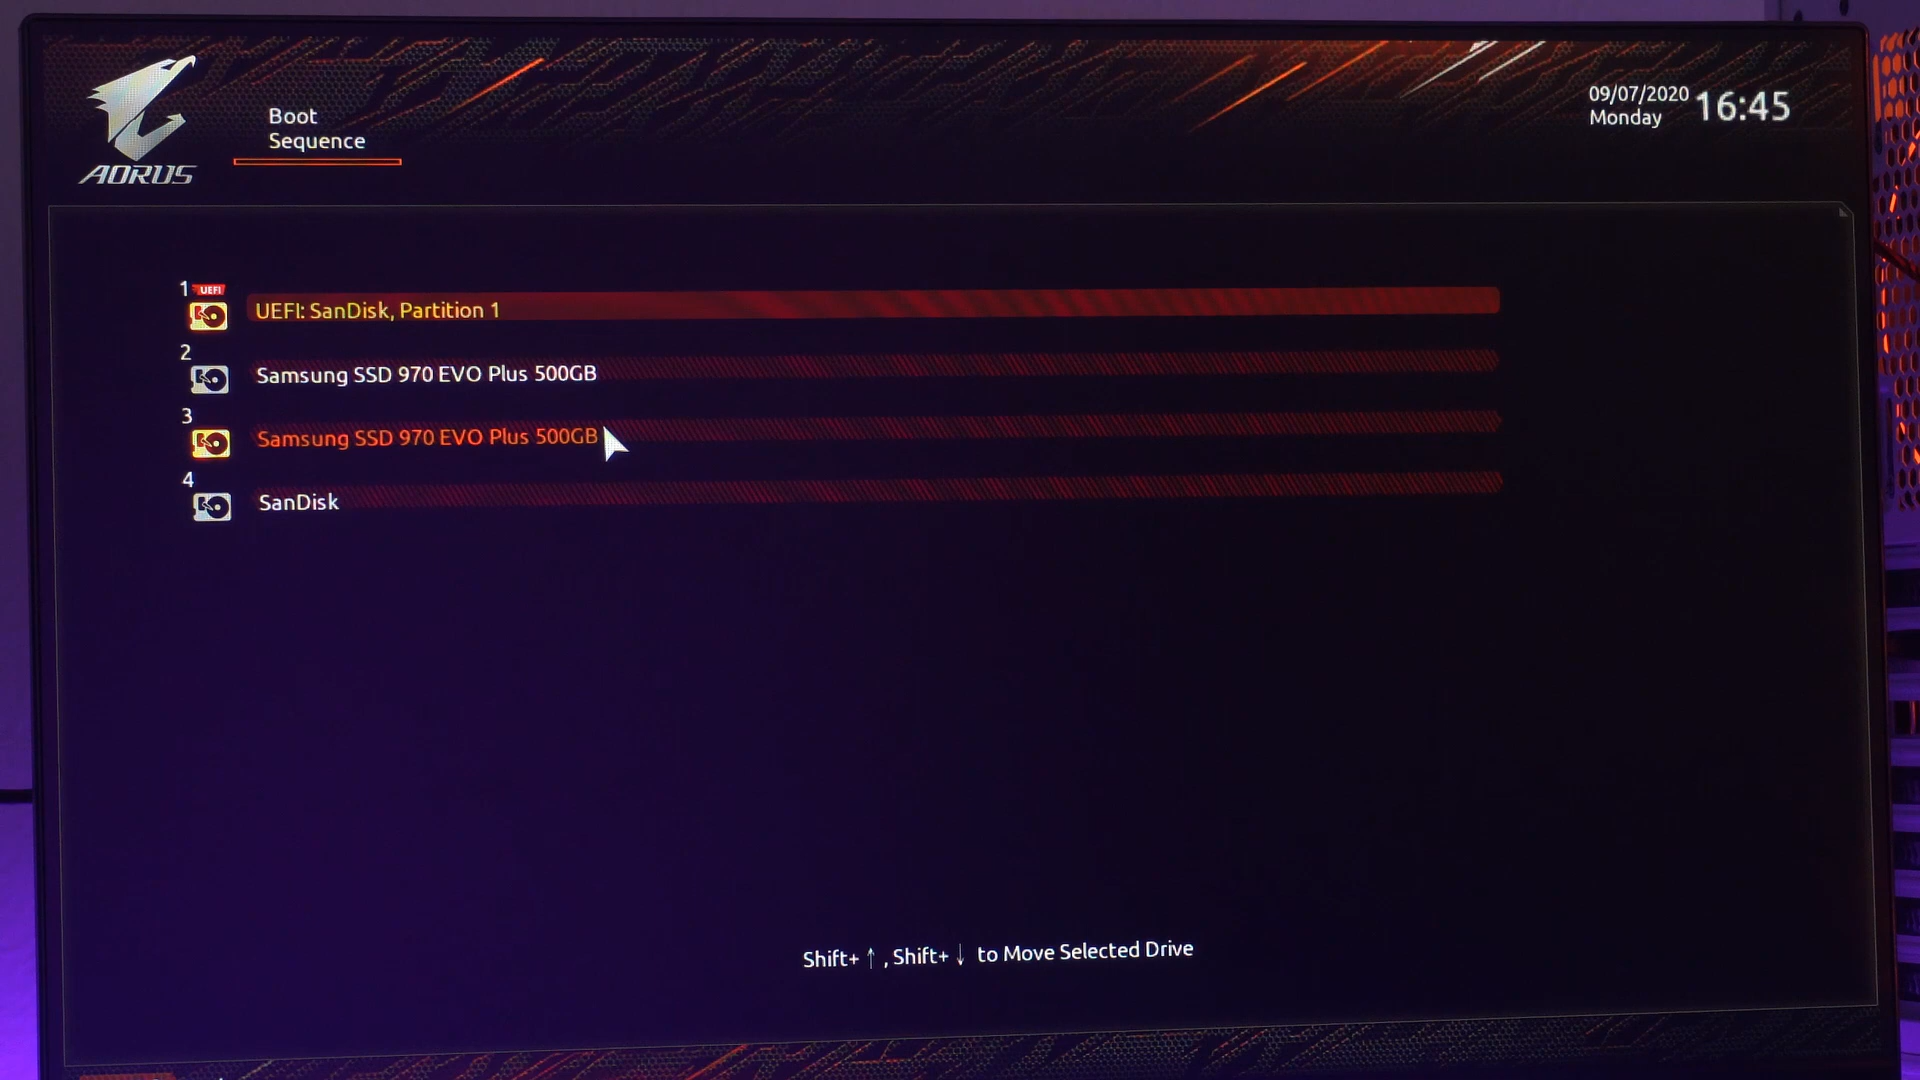 AORUS
Boot
Sequence
09/07/2020
Monday
16:45
1 UEFI
UEFI: SanDisk, Partition 1
2
Samsung SSD 970 EVO Plus 500GB
3
Samsung SSD 970 EVO Plus 500GB
4
SanDisk
Shift+ ↑ , Shift+ ↓ to Move Selected Drive